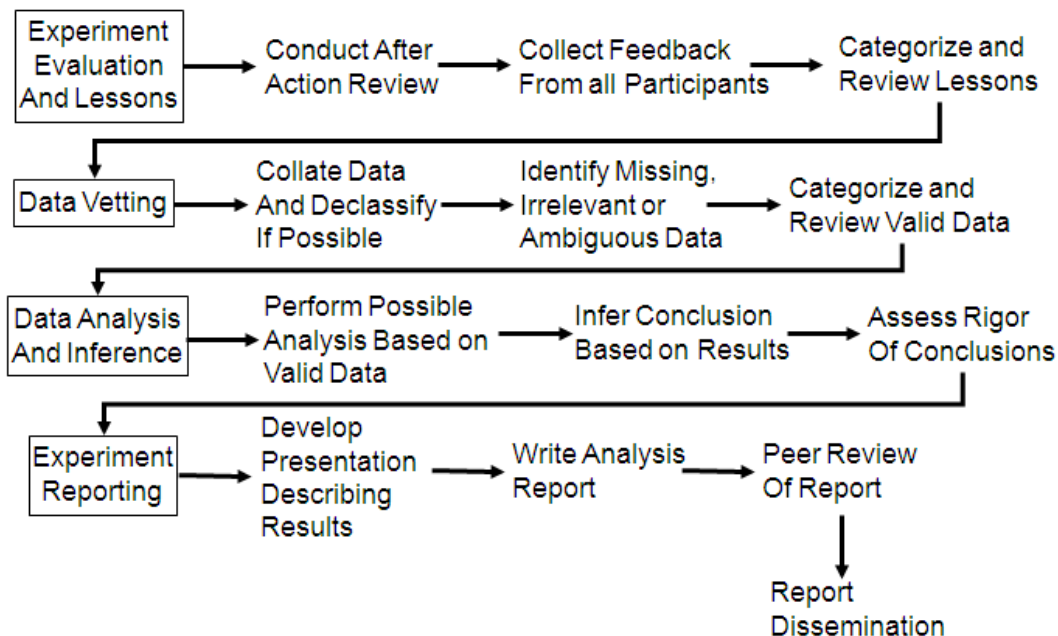 Experiment
Evaluation
And Lessons
Conduct After
Action Review
Collect Feedback
From all Participants
Categorize and
Review Lessons
Data Vetting
Collate Data
And Declassify
If Possible
Identify Missing,
Irrelevant or
Ambiguous Data
Categorize and
Review Valid Data
Data Analysis
And Inference
Perform Possible
Analysis Based on
Valid Data
Infer Conclusion
Based on Results
Assess Rigor
Of Conclusions
Experiment
Reporting
Develop
Presentation
Describing
Results
Write Analysis
Report
Peer Review
Of Report
Report
Dissemination